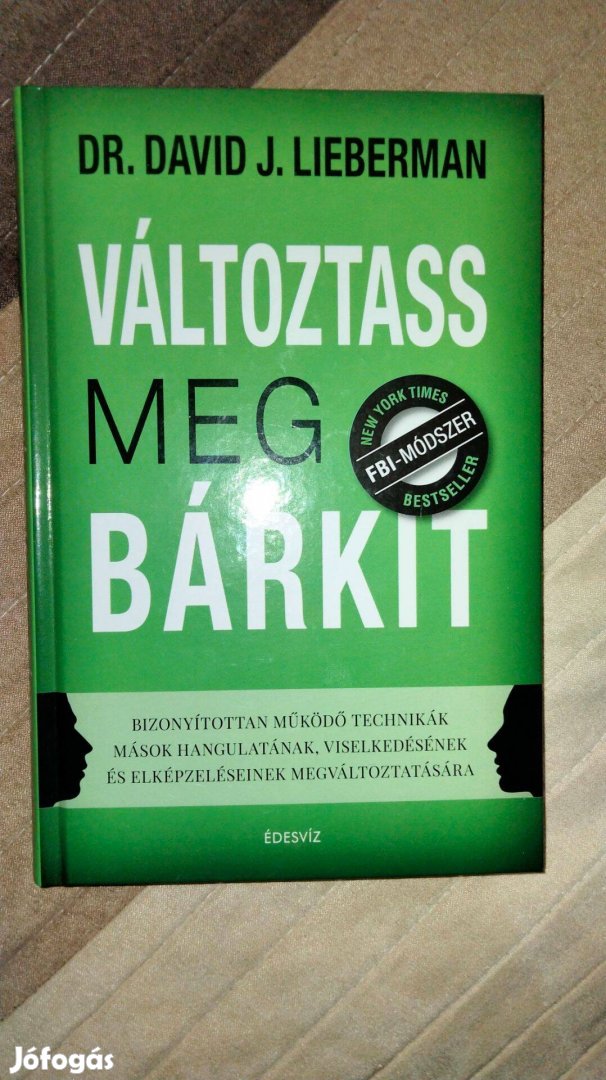 DR. DAVID J. LIEBERMAN
VÁLTOZTASS
MEG
NEW YORK TIMES
FBI-MÓDSZER
BESTSELLER
BÁRKIT
BIZONYÍTOTTAN MŰKÖDŐ TECHNIKÁK
MÁSOK HANGULATÁNAK, VISELKEDÉSÉNEK
ÉS ELKÉPZELÉSEINEK MEGVÁLTOZTATÁSÁRA
ÉDESVÍZ
Jófogás